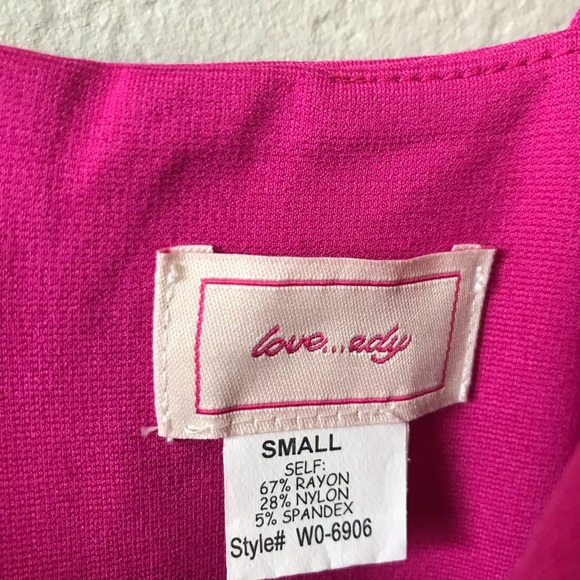 love...ady
SMALL
SELF:
67% RAYON
28% NYLON
5% SPANDEX
Style# W0-6906